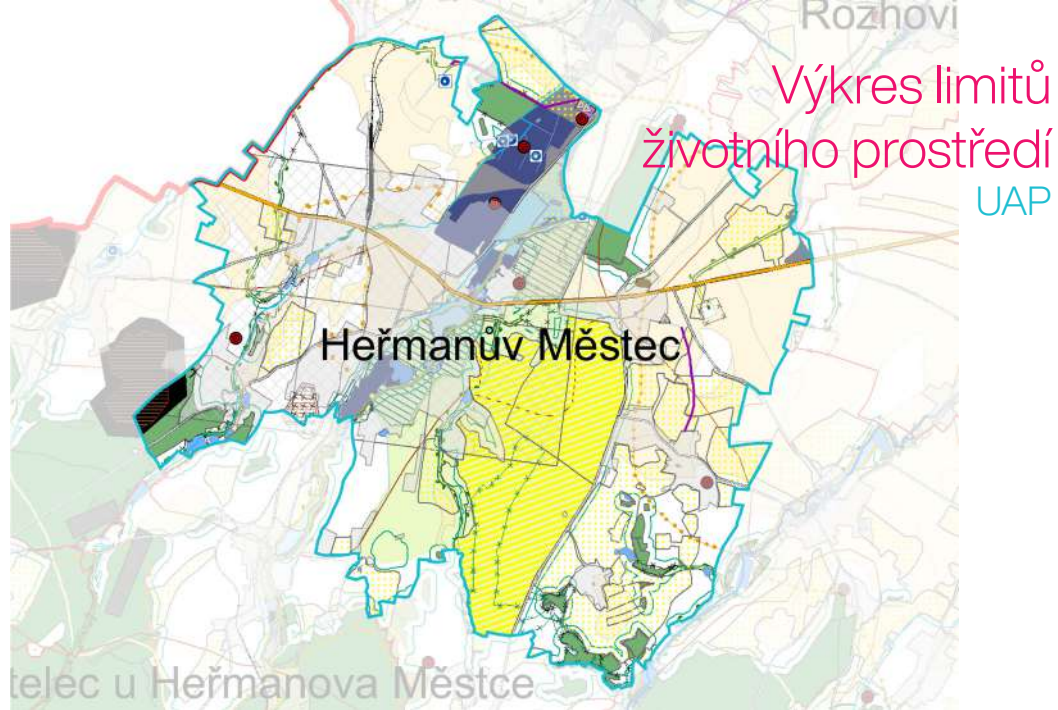 Rozhovi
Výkres limitů
životního prostředí
UAP
Heřmanův Městec
telec u Heřmanova Městce